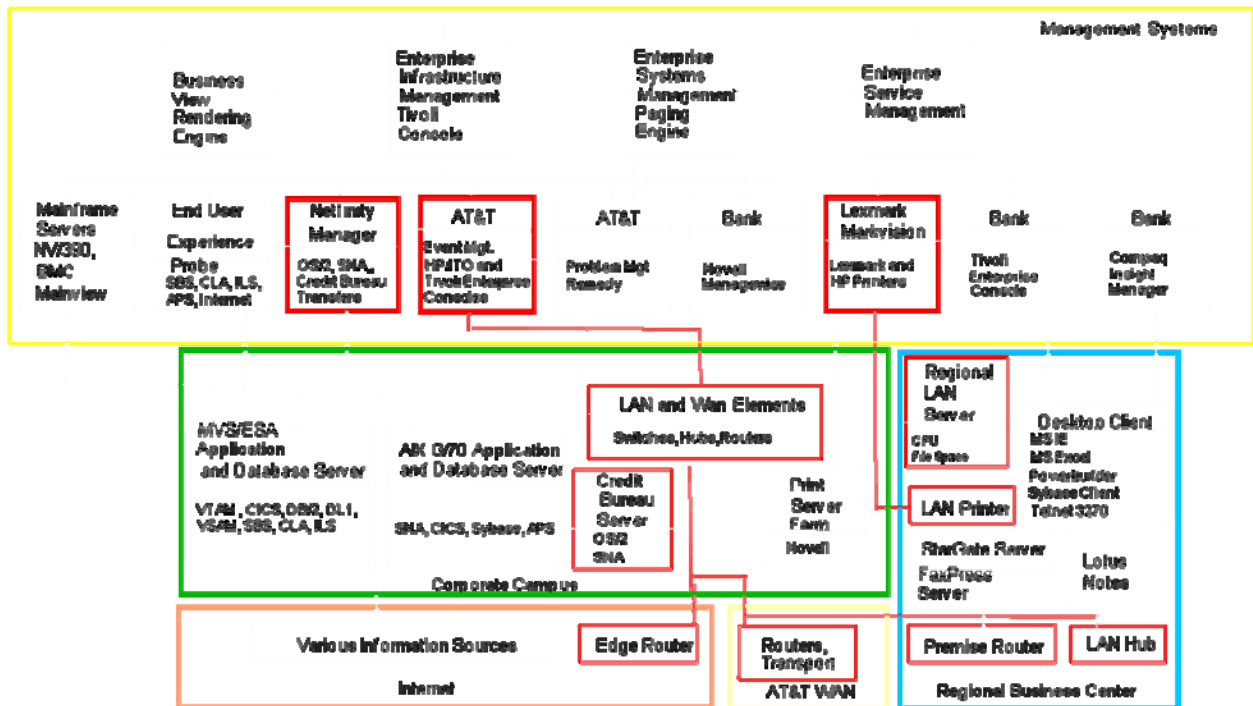 Management Systems
Business
View
Rendering
Engine
Enterprise
Infrastructure
Management
Tivoli
Console
Enterprise
Systems
Management
Paging
Engine
Enterprise
Service
Management
Mainframe
Servers
NV/390,
BMC
Mainview
End User
Experience
Probe
SBS, CLA, ILS,
APS, Internet
Netfinity
Manager
OS/2, SNA,
Credit Bureau
Transfers
AT&T
Event Mgt.
HP-ITO and
Tivoli Enterprise
Consoles
AT&T
Problem Mgt
Remedy
Bank
Novell
Managewise
Lexmark
Markvision
Lexmark and
HP Printers
Bank
Tivoli
Enterprise
Console
Bank
Compaq
Insight
Manager
MVS/ESA
Application
and Database Server
VTAM, CICS, DB/2, DL1,
VSAM, SBS, CLA, ILS
AIX G/70 Application
and Database Server
SNA, CICS, Sybase, APS
LAN and Wan Elements
Switches, Hubs, Routers
Credit
Bureau
Server
OS/2
SNA
Print
Server
Farm
Novell
Corporate Campus
Regional
LAN
Server
CPU
File Space
Desktop Client
MS IE
MS Excel
Powerbuilder
Sybase Client
Telnet 3270
LAN Printer
StarGate Server
FaxPress
Server
Lotus
Notes
Premise Router
LAN Hub
Regional Business Center
Various Information Sources
Edge Router
Internet
Routers,
Transport
AT&T WAN